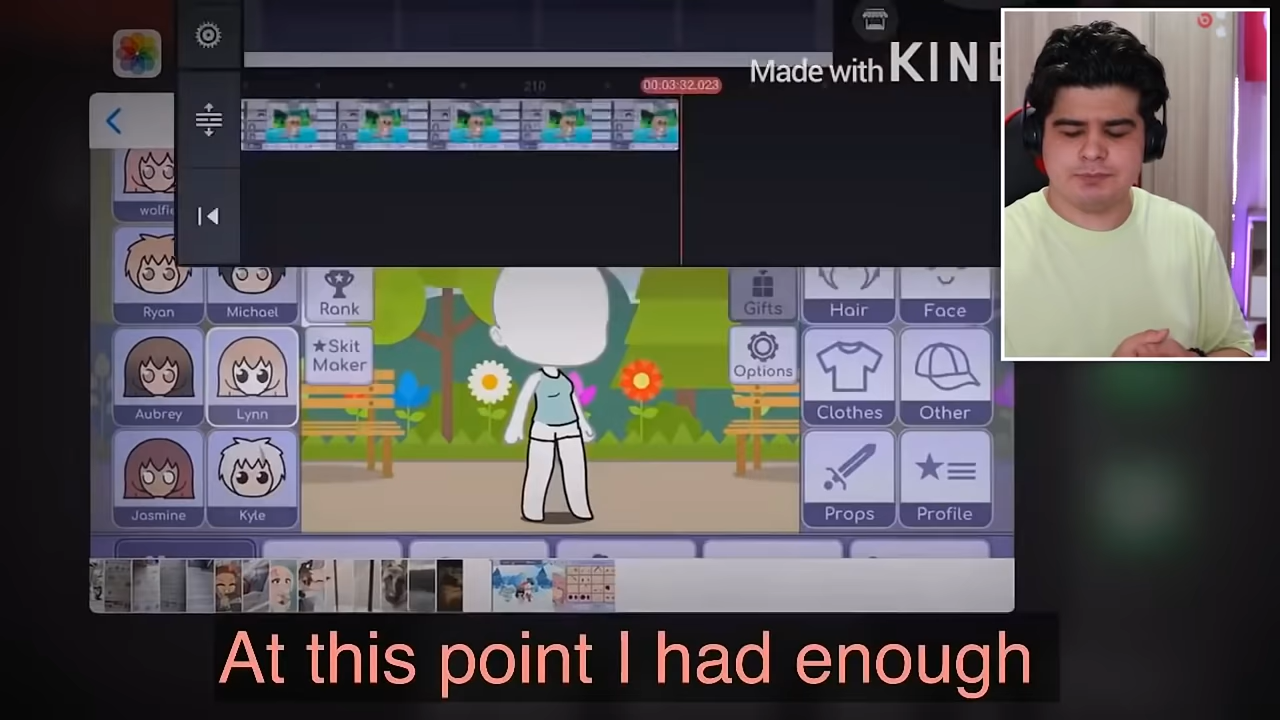 Made with KINE
210
00:03:32.023
wolfie
Ryan
Michael
Rank
Gifts
Hair
Face
★Skit
Maker
Options
Aubrey
Lynn
Clothes
Other
Jasmine
Kyle
Props
Profile
At this point I had enough